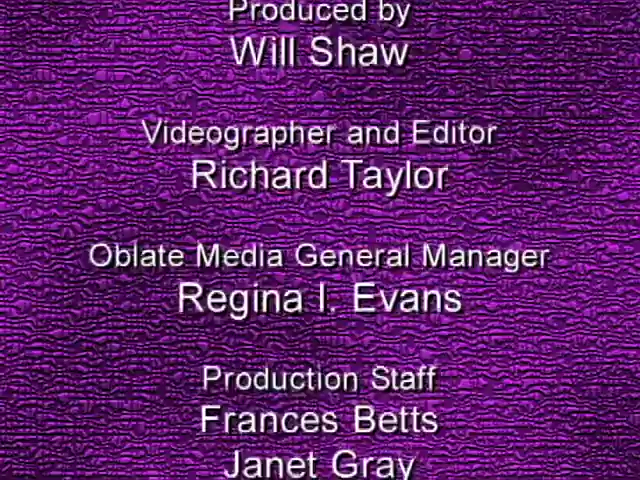 Produced by
Will Shaw
Videographer and Editor
Richard Taylor
Oblate Media General Manager
Regina I. Evans
Production Staff
Frances Betts
Janet Gray